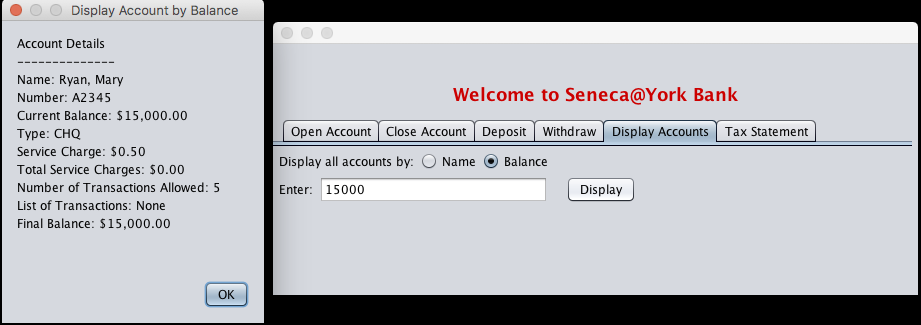 Display Account by Balance
Account Details
--------------
Name: Ryan, Mary
Number: A2345
Current Balance: $15,000.00
Type: CHQ
Service Charge: $0.50
Total Service Charges: $0.00
Number of Transactions Allowed: 5
List of Transactions: None
Final Balance: $15,000.00
OK
Welcome to Seneca@York Bank
Open Account Close Account Deposit Withdraw Display Accounts Tax Statement
Display all accounts by: Name Balance
Enter: 15000 Display